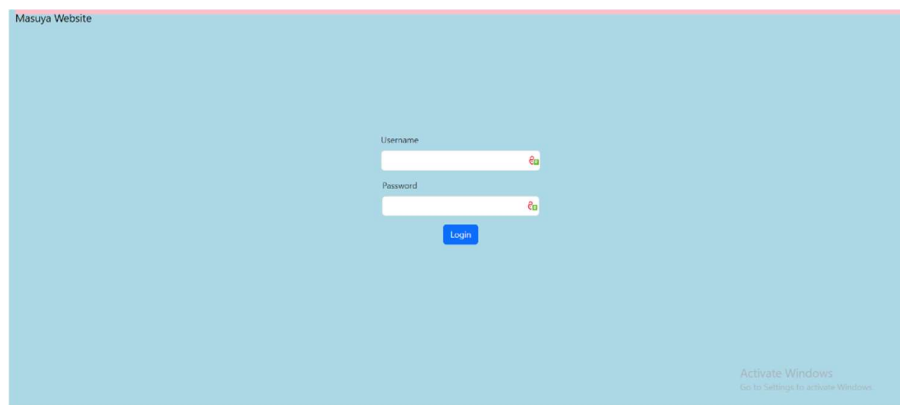 Masuya Website
Username
Password
Login
Activate Windows
Go to Settings to activate Windows.